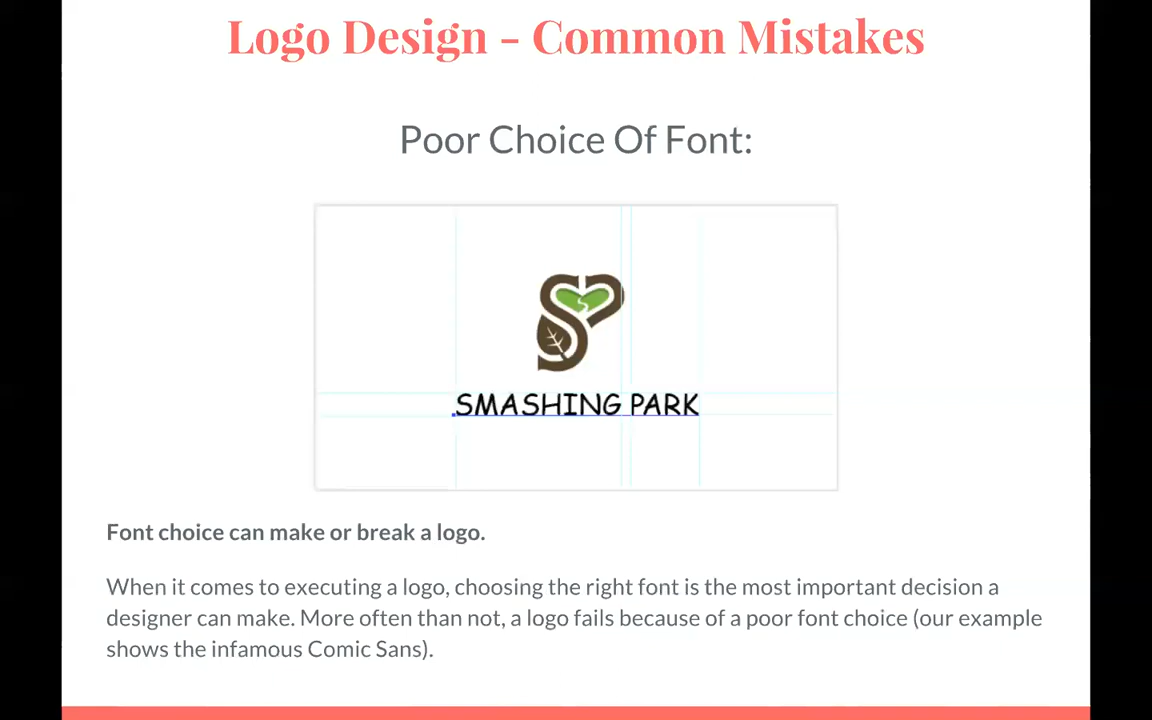 Logo Design - Common Mistakes
Poor Choice Of Font:
SMASHING PARK
Font choice can make or break a logo.
When it comes to executing a logo, choosing the right font is the most important decision a
designer can make. More often than not, a logo fails because of a poor font choice (our example
shows the infamous Comic Sans).